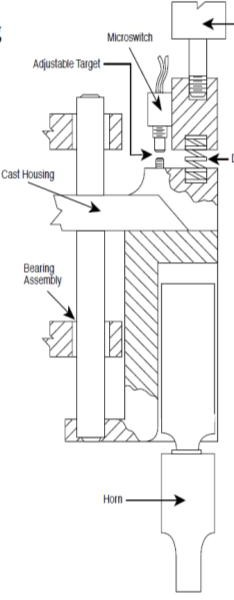 Microswitch
Adjustable Target
Cast Housing
Bearing
Assembly
Horn